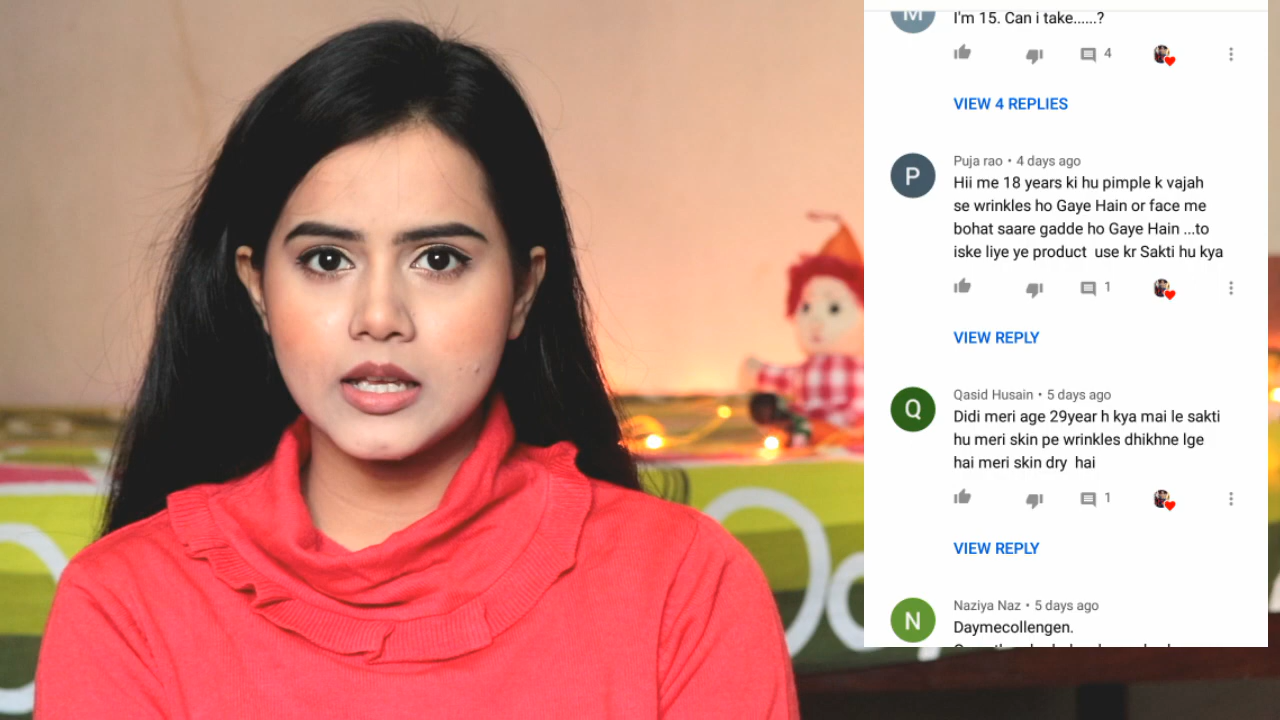 M
I'm 15. Can i take......?
4
VIEW 4 REPLIES
P
Puja rao • 4 days ago
Hii me 18 years ki hu pimple k vajah
se wrinkles ho Gaye Hain or face me
bohat saare gadde ho Gaye Hain ...to
iske liye ye product use kr Sakti hu kya
1
VIEW REPLY
Q
Qasid Husain • 5 days ago
Didi meri age 29year h kya mai le sakti
hu meri skin pe wrinkles dhikhne lge
hai meri skin dry hai
1
VIEW REPLY
N
Naziya Naz • 5 days ago
Daymecollengen.